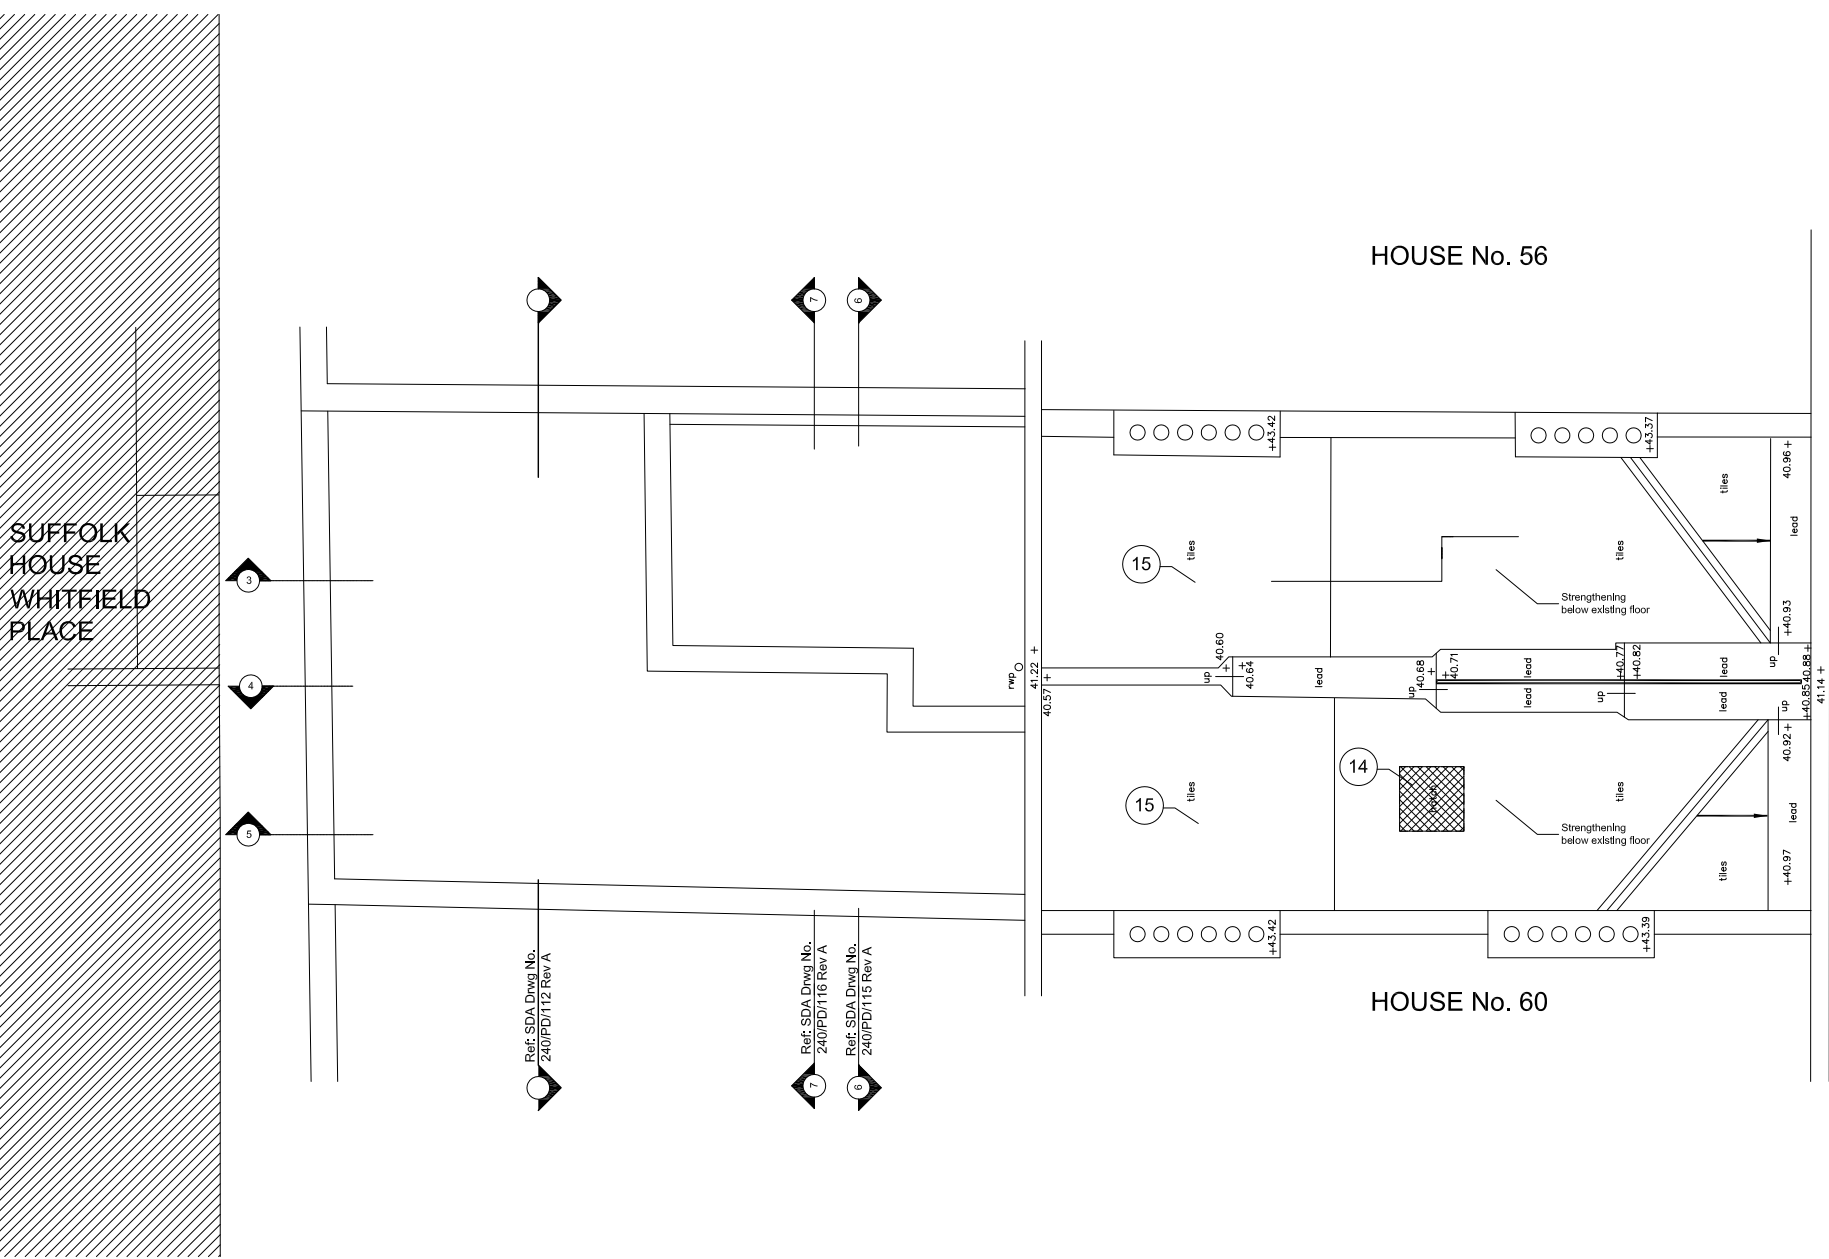 HOUSE No. 56
7
6
+43.42
+43.37
40.96 +
tiles
lead
SUFFOLK
HOUSE
WHITFIELD
PLACE
3
15
tiles
tiles
Strengthening
below existing floor
40.60
+40.93
rwp
41.22 +
40.57 +
up
+
40.64
lead
40.68 +
up
+
40.71
lead
lead
+40.77
+40.82
up
lead
lead
up
40.88 +
+40.85
up
41.14 +
40.92 +
4
14
hatch
15
tiles
tiles
Strengthening
below existing floor
lead
tiles
+40.97
5
+43.42
+43.39
Ref: SDA Drwg No.
240/PD/112 Rev A
Ref: SDA Drwg No.
240/PD/116 Rev A
Ref: SDA Drwg No.
240/PD/115 Rev A
7
6
HOUSE No. 60